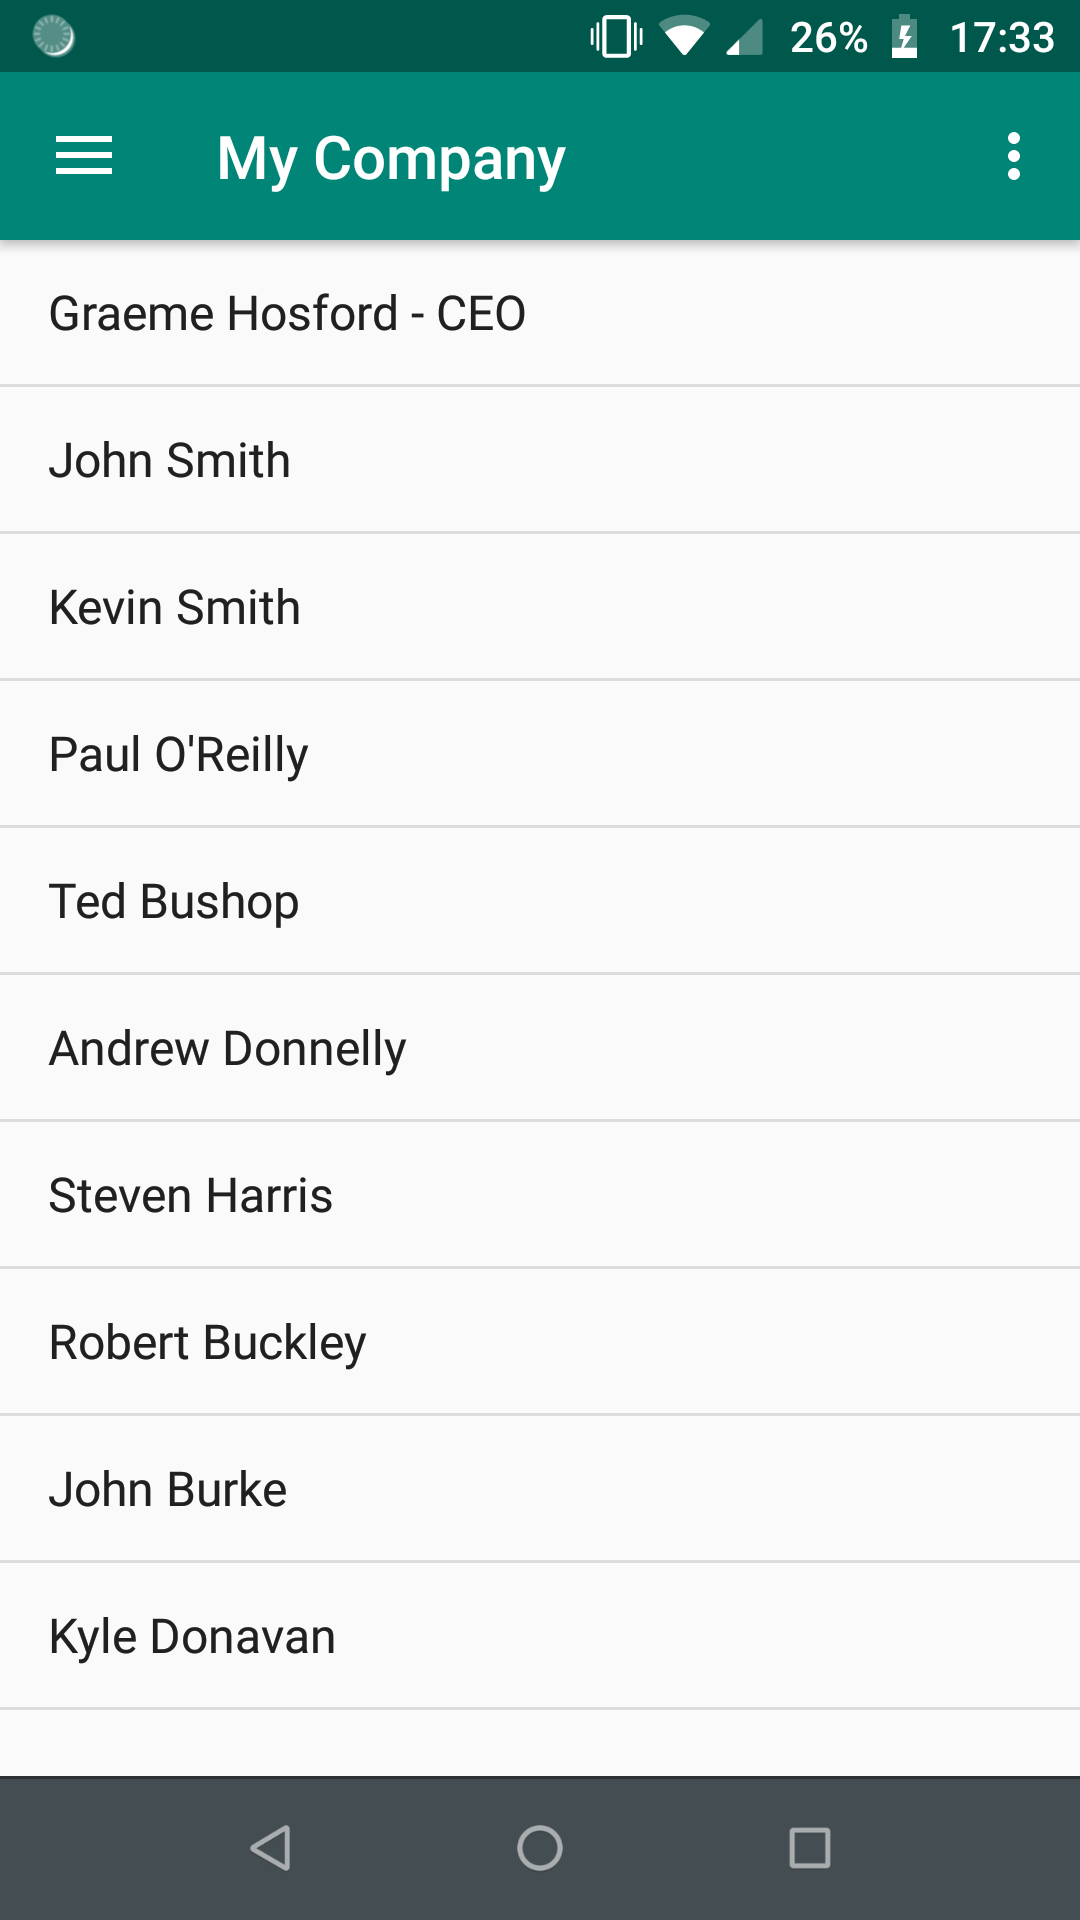 26% 17:33
My Company
Graeme Hosford - CEO
John Smith
Kevin Smith
Paul O'Reilly
Ted Bushop
Andrew Donnelly
Steven Harris
Robert Buckley
John Burke
Kyle Donavan